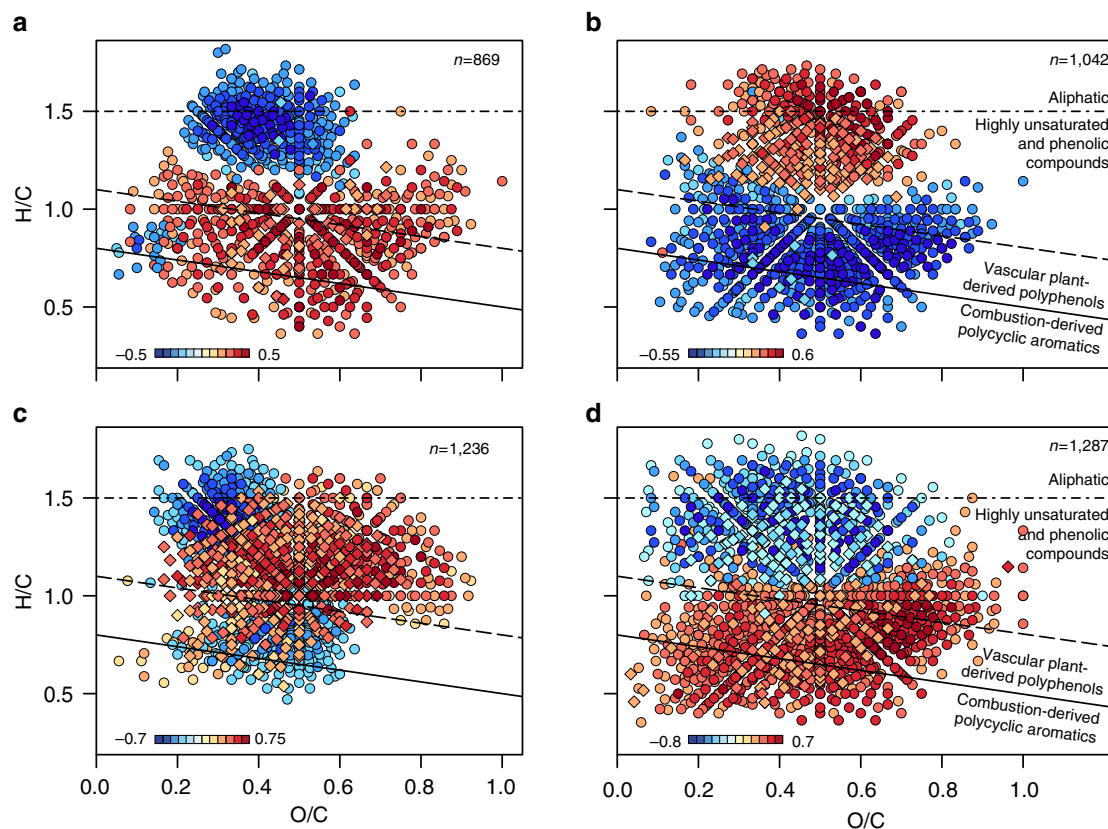 a
n=869
1.5
1.0
0.5
H/C
–0.5
0.5
b
n=1,042
Aliphatic
Highly unsaturated
and phenolic
compounds
Vascular plant-
derived polyphenols
Combustion-derived
polycyclic aromatics
–0.55
0.6
c
n=1,236
1.5
1.0
0.5
H/C
–0.7
0.75
0.0
0.2
0.4
0.6
0.8
1.0
O/C
d
n=1,287
Aliphatic
Highly unsaturated
and phenolic
compounds
Vascular plant-
derived polyphenols
Combustion-derived
polycyclic aromatics
–0.8
0.7
0.0
0.2
0.4
0.6
0.8
1.0
O/C